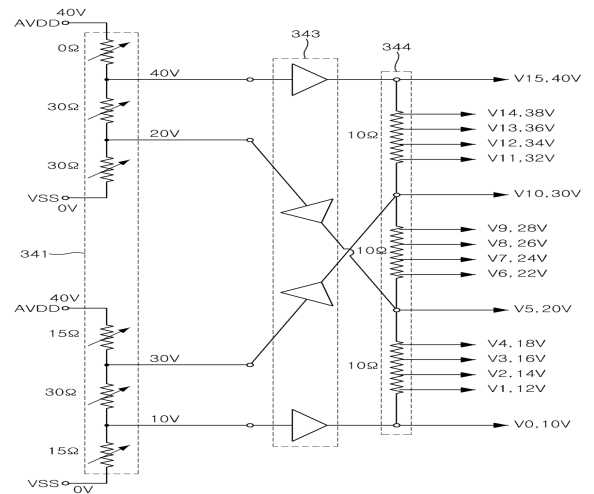 40V
AVDD
0Ω
343
344
40V
V15,40V
30Ω
V14,38V
V13,36V
10Ω
V12,34V
V11,32V
20V
30Ω
VSS
0V
V10,30V
V9,28V
V8,26V
10Ω
V7,24V
V6,22V
341
40V
AVDD
V5,20V
15Ω
V4,18V
V3,16V
10Ω
V2,14V
V1,12V
30V
30Ω
10V
V0,10V
15Ω
VSS
0V